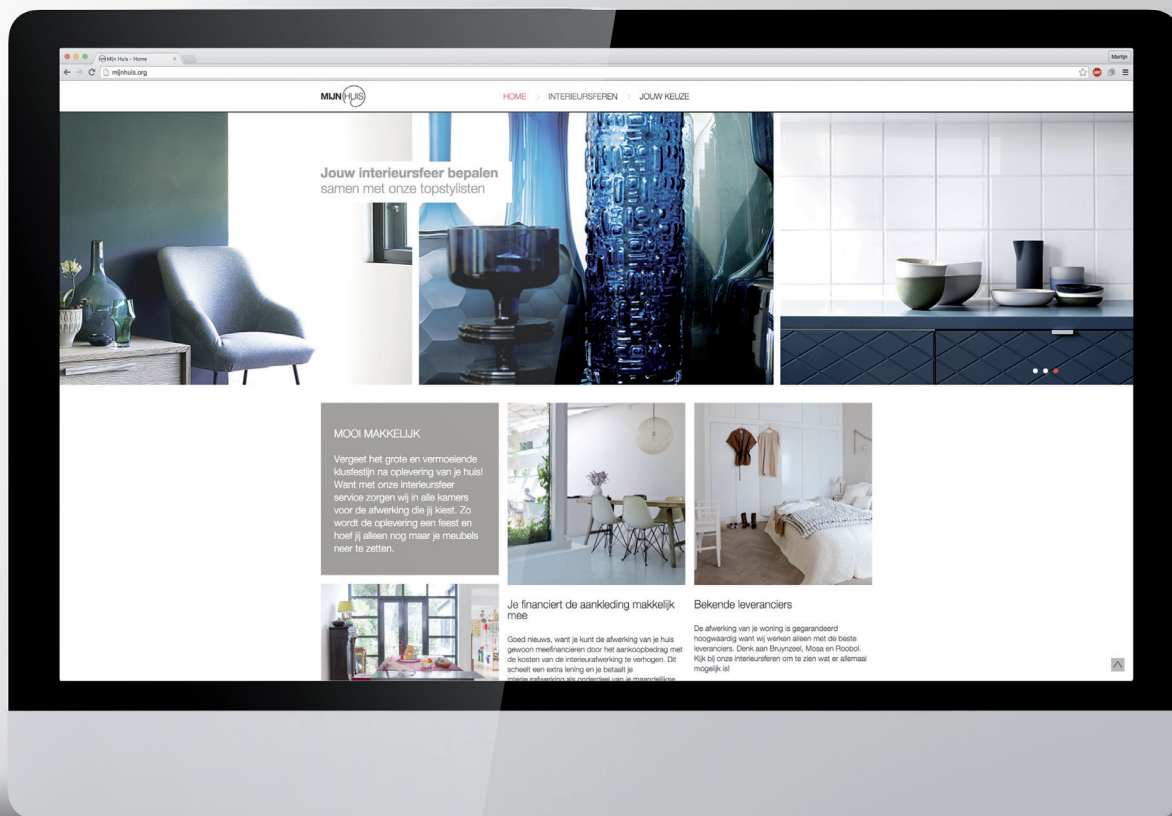 Mijn Huis - Home
Martijn
mijnhuis.org
ABP
MIJN HUIS
HOME > INTERIEURSFEREN > JOUW KEUZE
Jouw interieursfeer bepalen
samen met onze topstylisten
MOOI MAKKELIJK
Vergeet het grote en vermoeiende
klusfestijn na oplevering van je huis!
Want met onze interieursfeer
service zorgen wij in alle kamers
voor de afwerking die jij kiest. Zo
wordt de oplevering een feest en
hoef jij alleen nog maar je meubels
neer te zetten.
Je financiert de aankleding makkelijk
mee
Goed nieuws, want je kunt de afwerking van je huis
gewoon meefinancieren door het aankoopbedrag met
de kosten van de interieurafwerking te verhogen. Dit
scheelt een extra lening en je betaalt je
interieurafwerking als onderdeel van je maandelijkse
Bekende leveranciers
De afwerking van je woning is gegarandeerd
hoogwaardig want wij werken alleen met de beste
leveranciers. Denk aan Bruynzeel, Mosa en Roobol.
Kijk bij onze interieursferen om te zien wat er allemaal
mogelijk is!